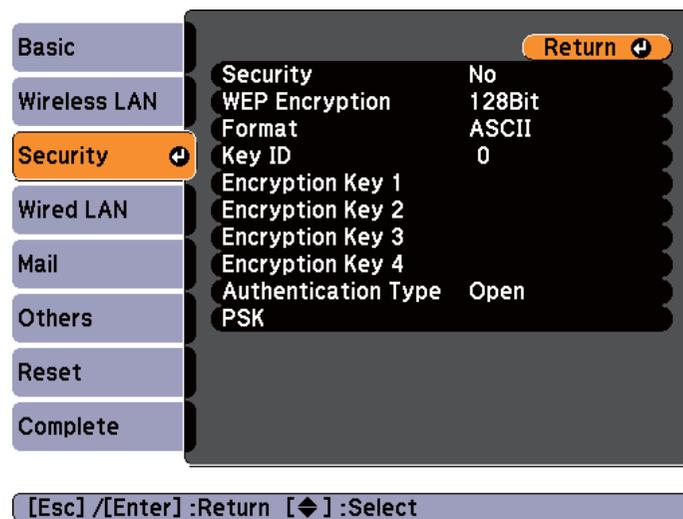 Basic
Wireless LAN
Security
Wired LAN
Mail
Others
Reset
Complete
Return
Security No
WEP Encryption 128Bit
Format ASCII
Key ID 0
Encryption Key 1
Encryption Key 2
Encryption Key 3
Encryption Key 4
Authentication Type Open
PSK
[Esc] /[Enter] :Return [◆] :Select